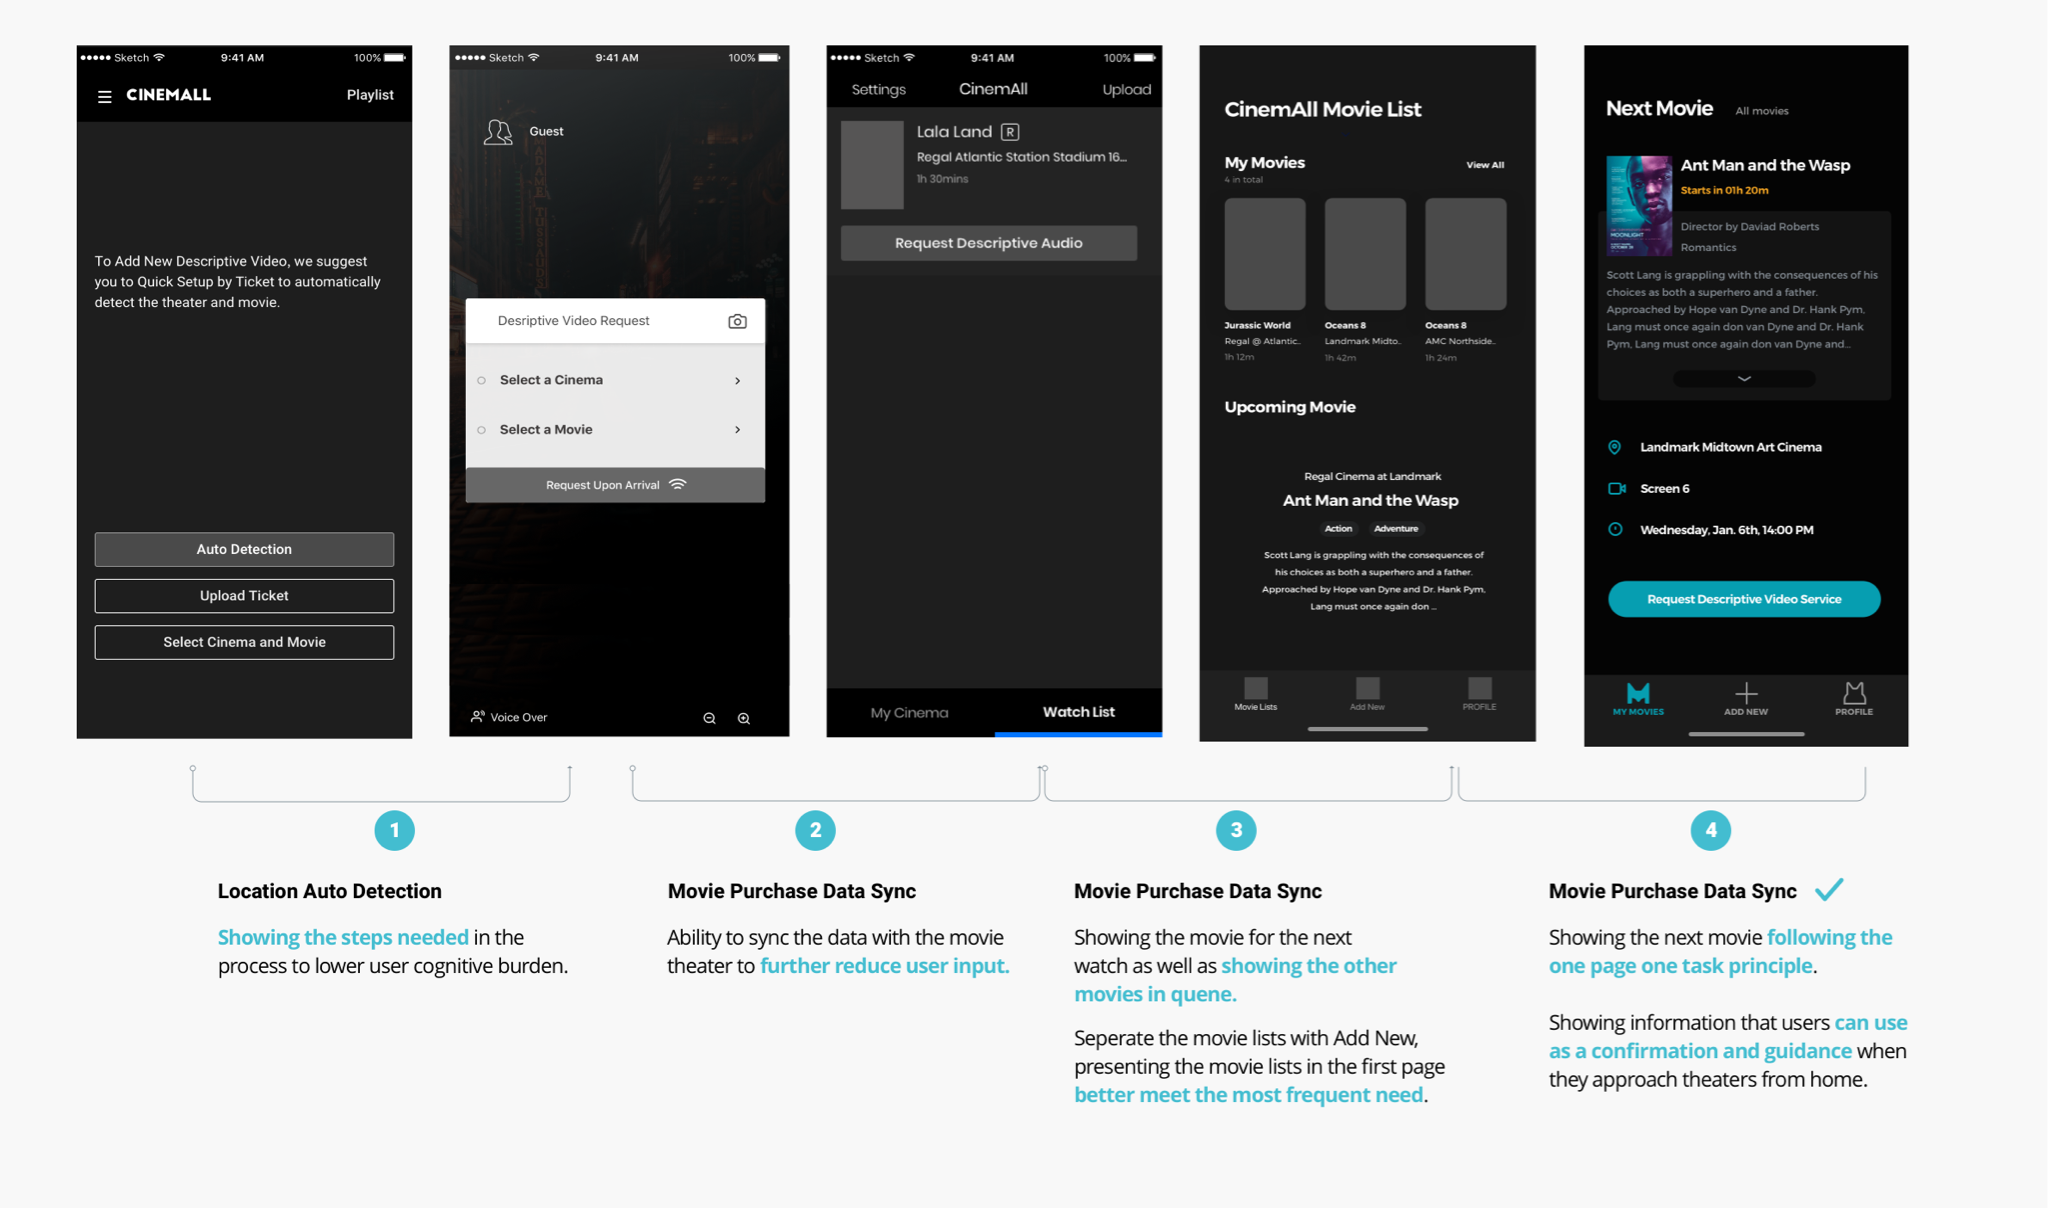 Sketch 9:41 AM 100%
CINEMALL Playlist
To Add New Descriptive Video, we suggest
you to Quick Setup by Ticket to automatically
detect the theater and movie.
Auto Detection
Upload Ticket
Select Cinema and Movie
Sketch 9:41 AM 100%
Guest
MADAME TUSSAUDS
Desriptive Video Request
Select a Cinema
Select a Movie
Request Upon Arrival
Voice Over
Sketch 9:41 AM 100%
Settings CinemAll Upload
Lala Land R
Regal Atlantic Station Stadium 16...
1h 30mins
Request Descriptive Audio
My Cinema Watch List
CinemAll Movie List
My Movies View All
4 in total
Jurassic World Oceans 8 Oceans 8
Regal @ Atlantic.. Landmark Midto.. AMC Northside..
1h 12m 1h 42m 1h 24m
Upcoming Movie
Regal Cinema at Landmark
Ant Man and the Wasp
Action Adventure
Scott Lang is grappling with the consequences of
his choices as both a superhero and a father.
Approached by Hope van Dyne and Dr. Hank Pym,
Lang must once again don ...
Movie Lists Add New PROFILE
Next Movie All movies
Ant Man and the Wasp
Starts in 01h 20m
MOONLIGHT
Director by Daviad Roberts
Romantics
Scott Lang is grappling with the consequences of his
choices as both a superhero and a father.
Approached by Hope van Dyne and Dr. Hank Pym,
Lang must once again don van Dyne and Dr. Hank
Pym, Lang must once again don van Dyne and...
Landmark Midtown Art Cinema
Screen 6
Wednesday, Jan. 6th, 14:00 PM
Request Descriptive Video Service
MY MOVIES ADD NEW PROFILE
1
Location Auto Detection
Showing the steps needed in the
process to lower user cognitive burden.
2
Movie Purchase Data Sync
Ability to sync the data with the movie
theater to further reduce user input.
3
Movie Purchase Data Sync
Showing the movie for the next
watch as well as showing the other
movies in quene.
Seperate the movie lists with Add New,
presenting the movie lists in the first page
better meet the most frequent need.
4
Movie Purchase Data Sync
Showing the next movie following the
one page one task principle.
Showing information that users can use
as a confirmation and guidance when
they approach theaters from home.